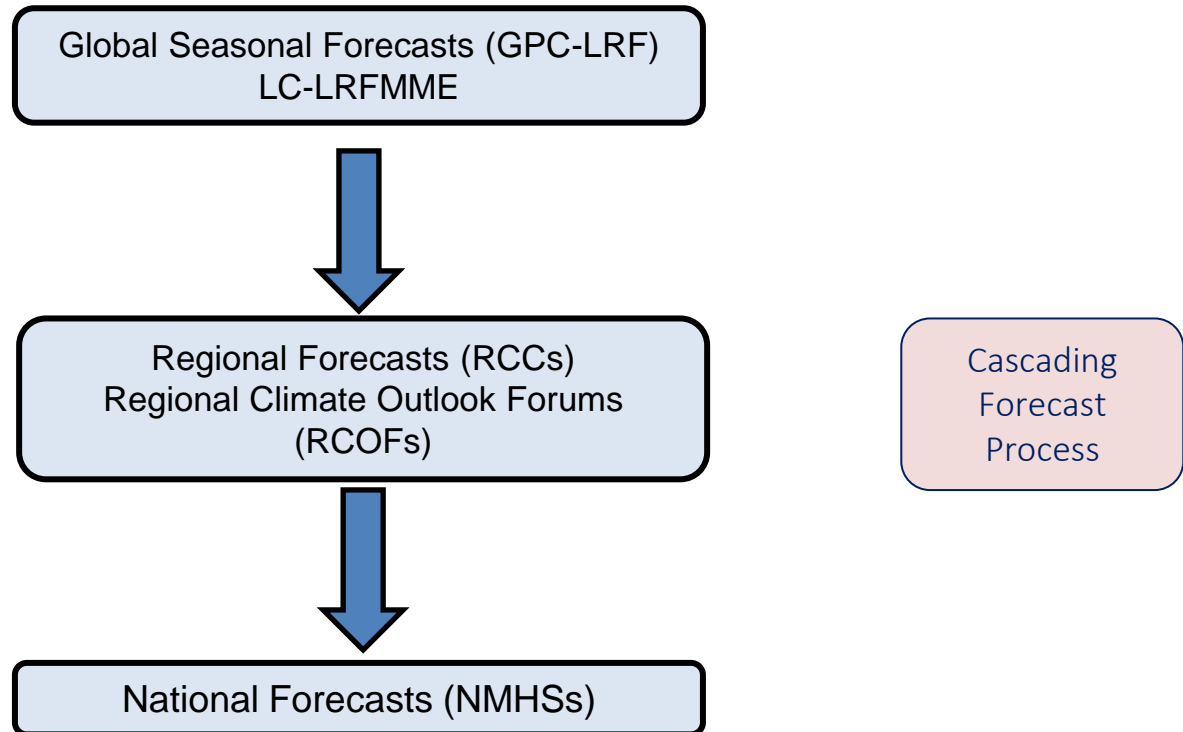 Global Seasonal Forecasts (GPC-LRF)
LC-LRFMME
Regional Forecasts (RCCs)
Regional Climate Outlook Forums
(RCOFs)
Cascading
Forecast
Process
National Forecasts (NMHSs)